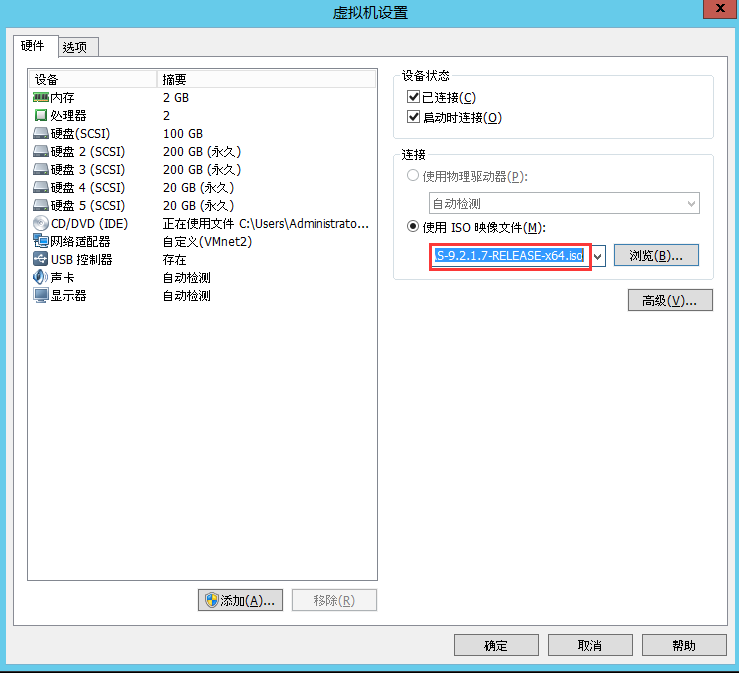 虚拟机设置
x
硬件 选项
设备 摘要
内存 2 GB
处理器 2
硬盘(SCSI) 100 GB
硬盘 2 (SCSI) 200 GB (永久)
硬盘 3 (SCSI) 200 GB (永久)
硬盘 4 (SCSI) 20 GB (永久)
硬盘 5 (SCSI) 20 GB (永久)
CD/DVD (IDE) 正在使用文件 C:\Users\Administrato...
网络适配器 自定义(VMnet2)
USB 控制器 存在
声卡 自动检测
显示器 自动检测
添加(A)... 移除(R)
设备状态
已连接(C)
启动时连接(O)
连接
使用物理驱动器(P):
自动检测
使用 ISO 映像文件(M):
\S-9.2.1.7-RELEASE-x64.iso 浏览(B)...
高级(V)...
确定 取消 帮助